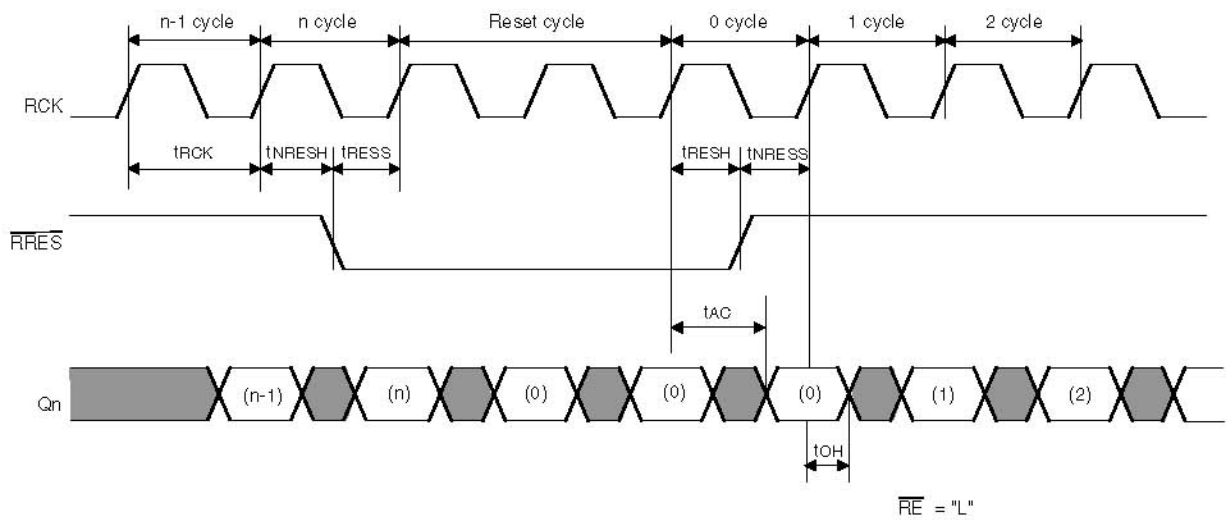 n-1 cycle n cycle Reset cycle 0 cycle 1 cycle 2 cycle
RCK
tRCK tNRESH tRESS tRESH tNRESS
RRES
tAC
Qn (n-1) (n) (0) (0) (0) (1) (2)
tOH
RE = "L"